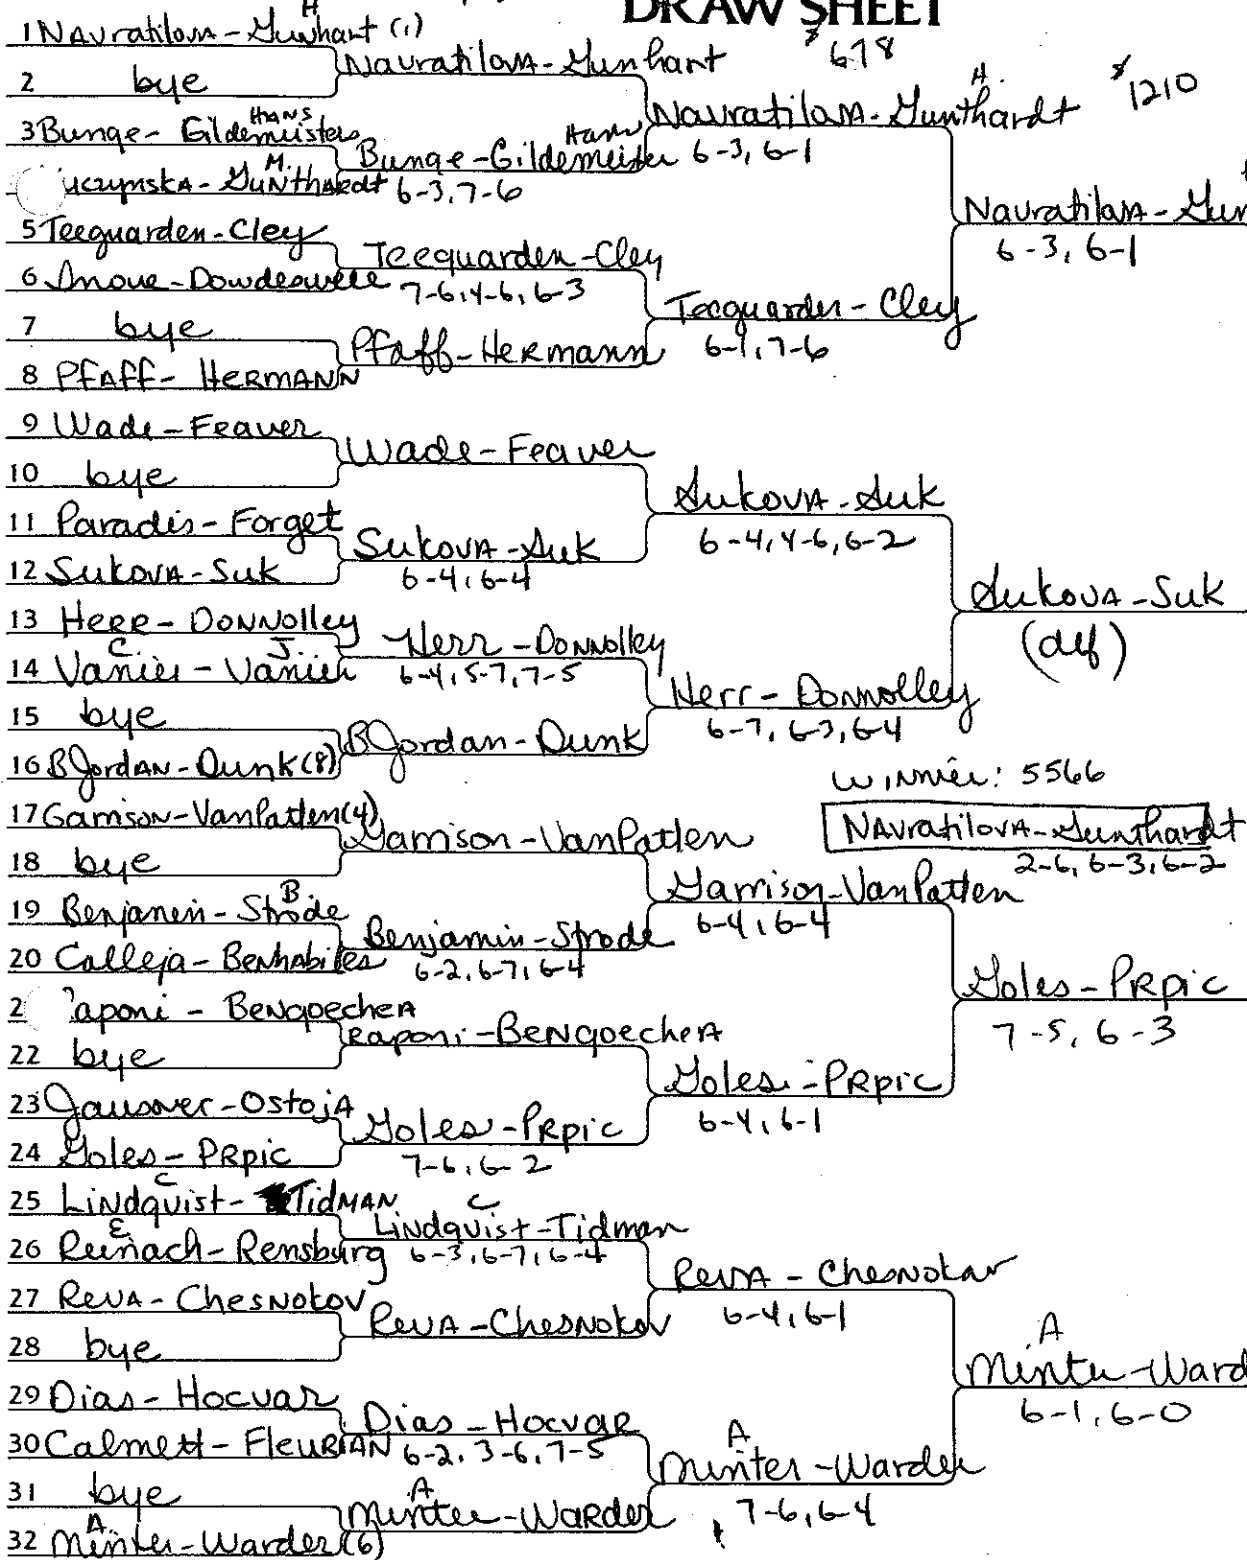 DRAW SHEET
$678
$1210
1 Navratilova - Gunhart (1) H
2 bye
3 Bunge - Gildemeister Hans
uczynska - Gunthardt M.
5 Teeguarden - Cley
6 Inoue - Dowdeswell
7 bye
8 Pfaff - Hermann
9 Wade - Feaver
10 bye
11 Paradis - Forget
12 Sukova - Suk
13 Herr - Donnolley
14 C. Vanier - J. Vanier
15 bye
16 B Jordan - Dunk (8)
17 Garrison - VanPatten (4)
18 bye
19 Benjamin - B Strode
20 Calleja - Benhabiles
2 aponi - Bengoechea
22 bye
23 Jausover - Ostoja
24 Goles - Prpic
25 Lindquist - C Tidman
26 E Reinach - Rensburg
27 Reva - Chesnokov
28 bye
29 Dias - Hocvar
30 Calmett - Fleurian
31 bye
32 A. Minter - Warder (6)
Navratilova - Gunhart
Bunge - Gildemeister Hans
6-3, 7-6
Teequarden - Cley
7-6, 4-6, 6-3
Pfaff - Hermann
Wade - Feaver
Sukova - Suk
6-4, 6-4
Herr - Donnolley
6-4, 5-7, 7-5
B Jordan - Dunk
Garrison - VanPatten
Benjamin - Strode
6-2, 6-7, 6-4
Raponi - Bengoechea
Goles - Prpic
7-6, 6-2
Lindqvist - C Tidman
6-3, 6-7, 6-4
Reva - Chesnokov
Dias - Hocvar
6-2, 3-6, 7-5
A Minter - Warder
Navratilova - H. Gunthardt
6-3, 6-1
Teeguarden - Cley
6-1, 7-6
Sukova - Suk
6-4, 4-6, 6-2
Herr - Donnolley
6-7, 6-3, 6-4
Garrison - VanPatten
6-4, 6-4
Goles - Prpic
6-4, 6-1
Reva - Chesnokov
6-4, 6-1
A Minter - Warder
7-6, 6-4
Navratilova - Gun
6-3, 6-1
Sukova - Suk
(def)
Winner: 5566
Navratilova - Gunthardt
2-6, 6-3, 6-2
Goles - Prpic
7-5, 6-3
A Minter - Ward
6-1, 6-0